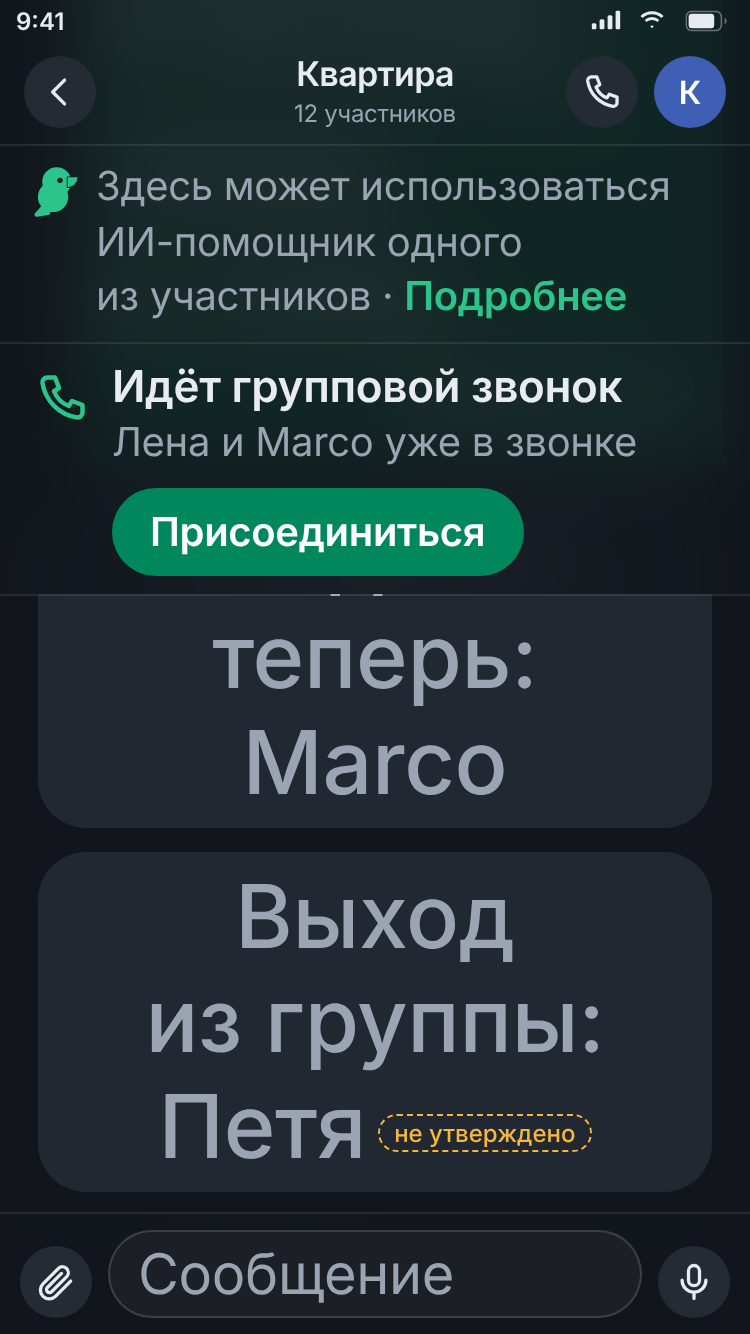 9:41
Квартира
12 участников
К
Здесь может использоваться
ИИ-помощник одного
из участников · Подробнее
Идёт групповой звонок
Лена и Marco уже в звонке
Присоединиться
теперь:
Marco
Выход
из группы:
Петя не утверждено
Сообщение